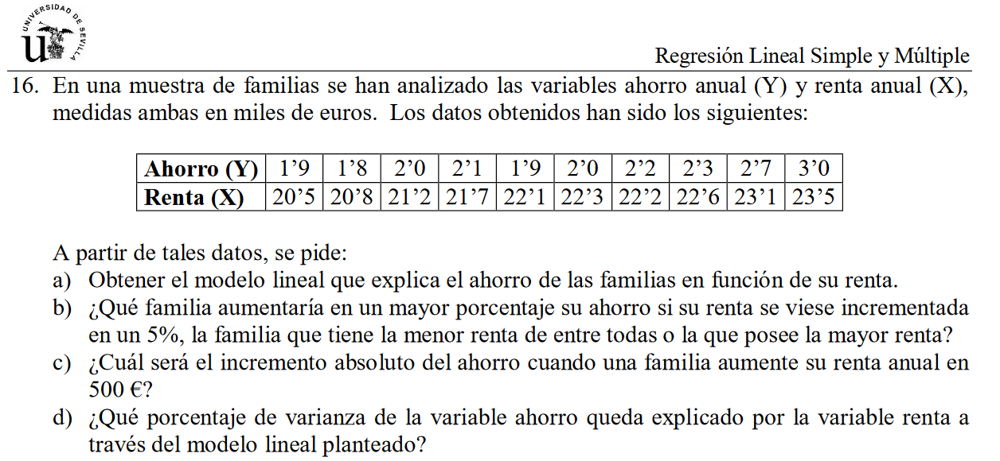 UNIVERSIDAD DE SEVILLA
U
Regresión Lineal Simple y Múltiple
16. En una muestra de familias se han analizado las variables ahorro anual (Y) y renta anual (X),
medidas ambas en miles de euros. Los datos obtenidos han sido los siguientes:
Ahorro (Y) 1’9 1’8 2’0 2’1 1’9 2’0 2’2 2’3 2’7 3’0
Renta (X) 20’5 20’8 21’2 21’7 22’1 22’3 22’2 22’6 23’1 23’5
A partir de tales datos, se pide:
a) Obtener el modelo lineal que explica el ahorro de las familias en función de su renta.
b) ¿Qué familia aumentaría en un mayor porcentaje su ahorro si su renta se viese incrementada
en un 5%, la familia que tiene la menor renta de entre todas o la que posee la mayor renta?
c) ¿Cuál será el incremento absoluto del ahorro cuando una familia aumente su renta anual en
500 €?
d) ¿Qué porcentaje de varianza de la variable ahorro queda explicado por la variable renta a
través del modelo lineal planteado?